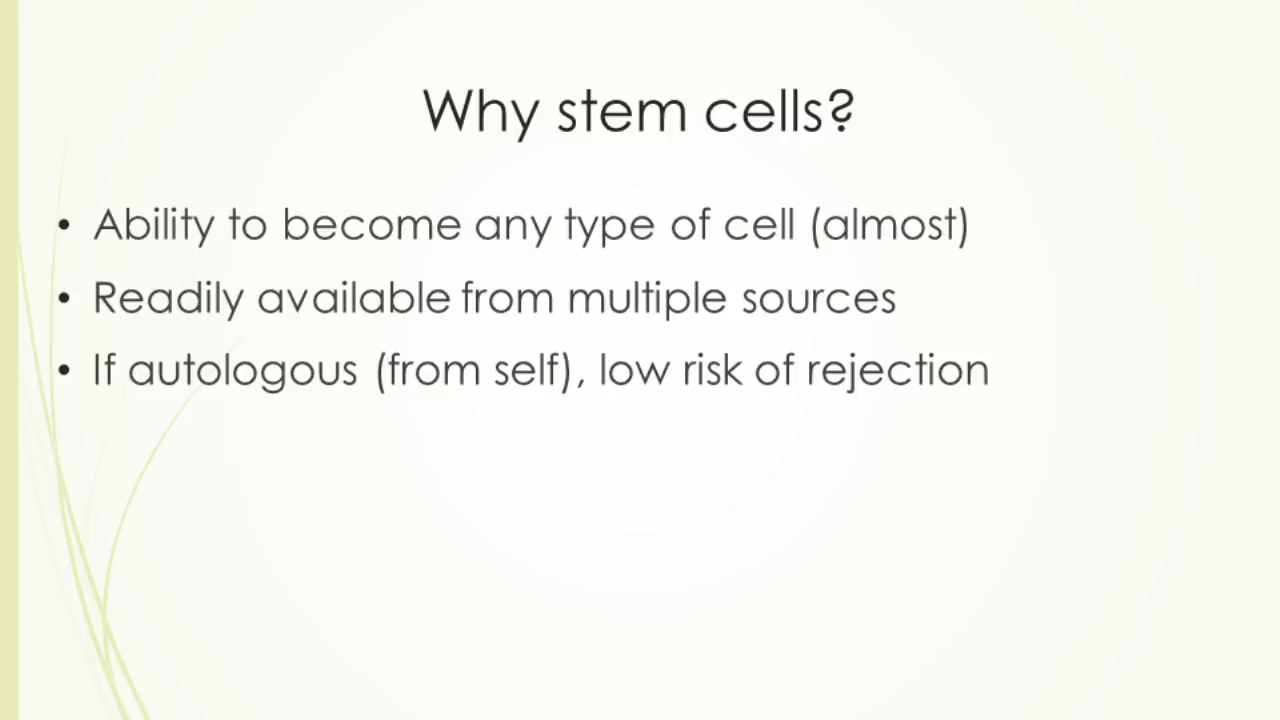 Why stem cells?
• Ability to become any type of cell (almost)
• Readily available from multiple sources
• If autologous (from self), low risk of rejection